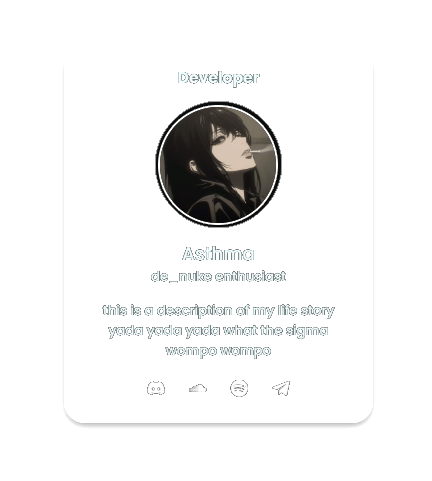 Developer
Asthma
de_nuke enthusiast
this is a description of my life story
yada yada yada what the sigma
wompo wompo